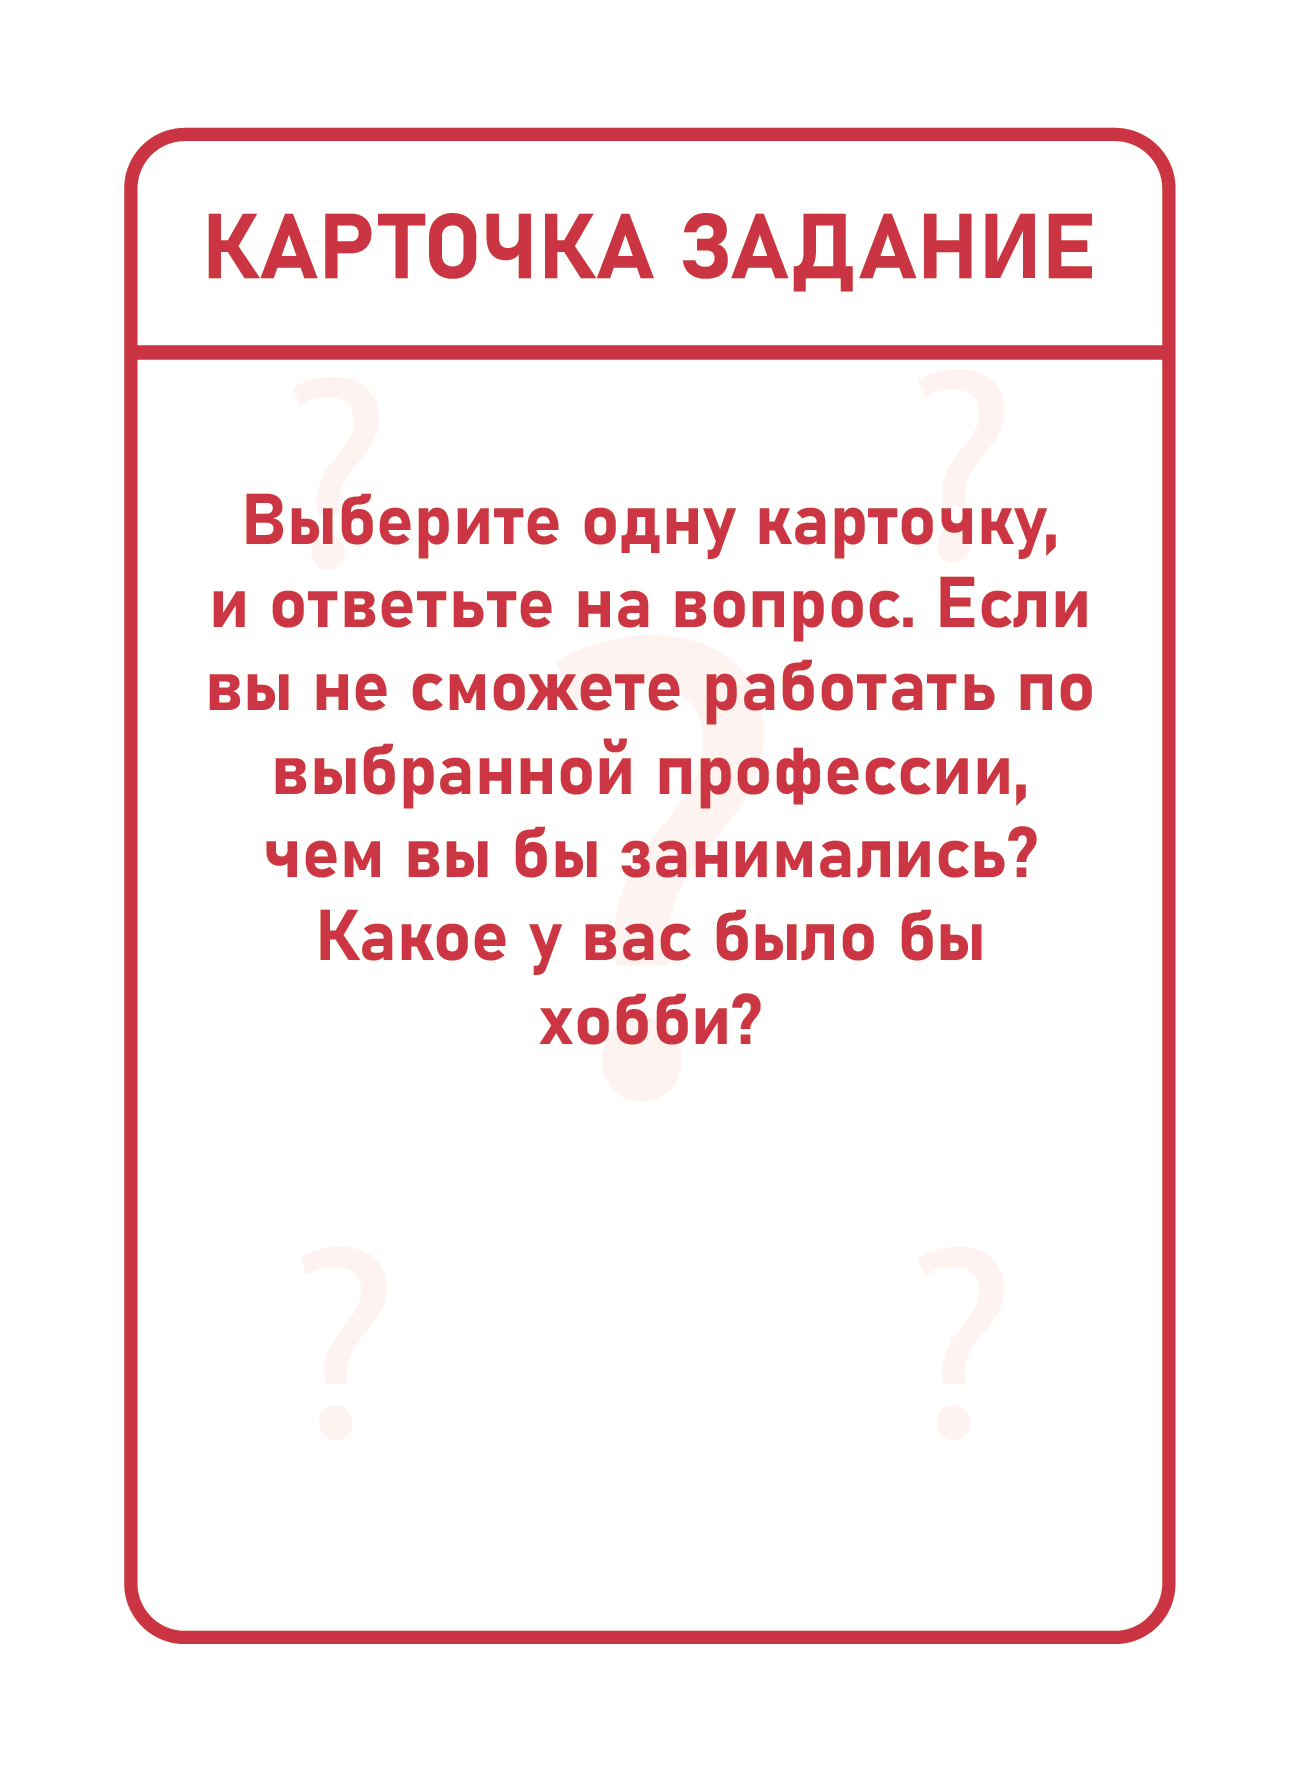 КАРТОЧКА ЗАДАНИЕ
Выберите одну карточку,
и ответьте на вопрос. Если
вы не сможете работать по
выбранной профессии,
чем вы бы занимались?
Какое у вас было бы
хобби?